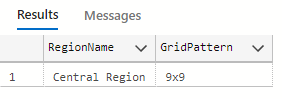 Results Messages
RegionName GridPattern
1 Central Region 9x9